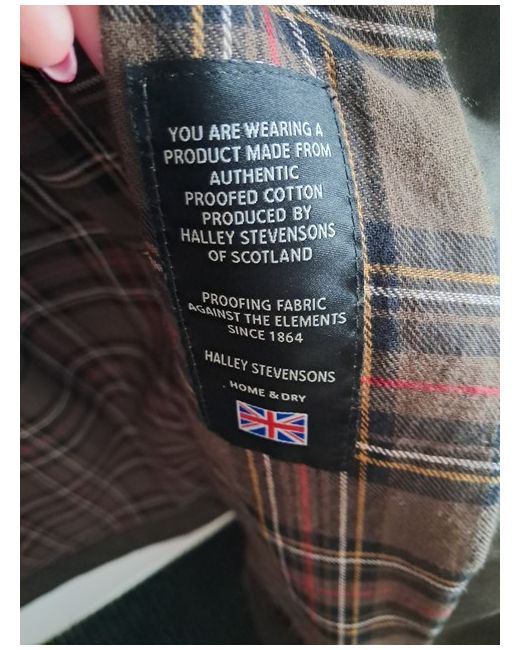 YOU ARE WEARING A
PRODUCT MADE FROM
AUTHENTIC
PROOFED COTTON
PRODUCED BY
HALLEY STEVENSONS
OF SCOTLAND
PROOFING FABRIC
AGAINST THE ELEMENTS
SINCE 1864
HALLEY STEVENSONS
. HOME & DRY